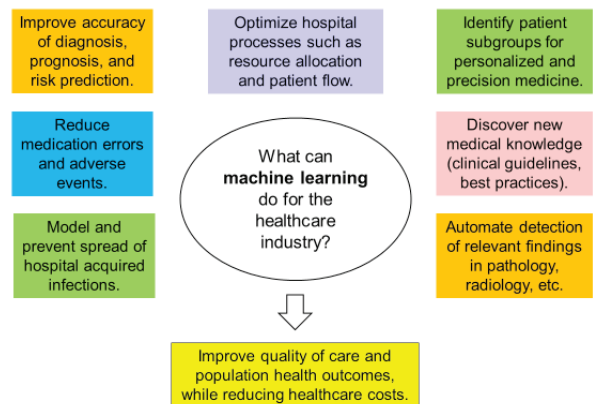 Improve accuracy
of diagnosis,
prognosis, and
risk prediction.
Optimize hospital
processes such as
resource allocation
and patient flow.
Identify patient
subgroups for
personalized and
precision medicine.
Reduce
medication errors
and adverse
events.
What can
machine learning
do for the
healthcare
industry?
Discover new
medical knowledge
(clinical guidelines,
best practices).
Model and
prevent spread of
hospital acquired
infections.
Automate detection
of relevant findings
in pathology,
radiology, etc.
Improve quality of care and
population health outcomes,
while reducing healthcare costs.